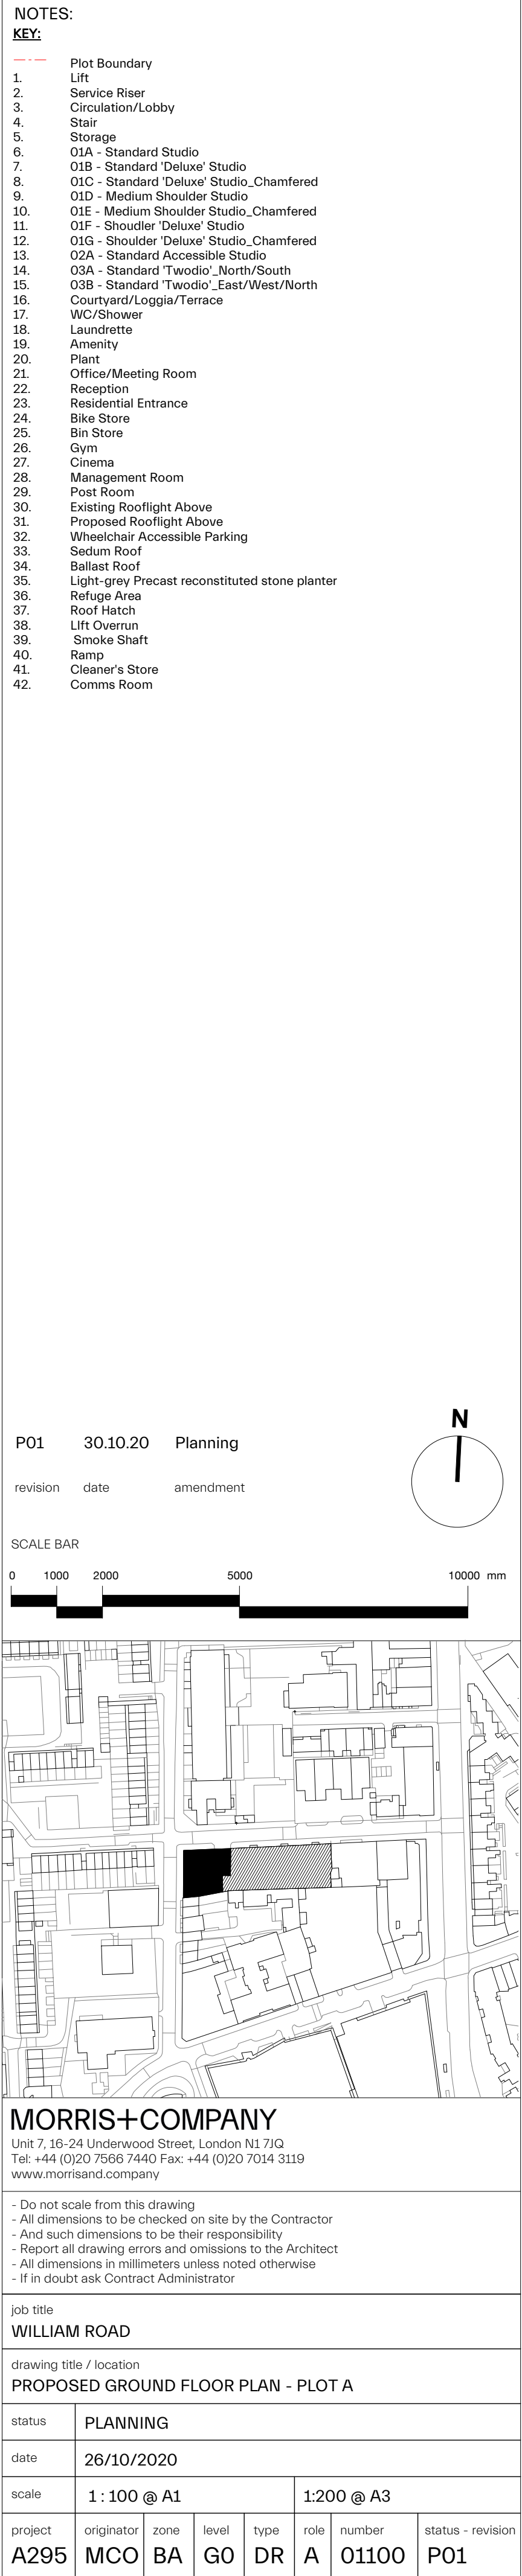 NOTES:
KEY:
Plot Boundary
1. Lift
2. Service Riser
3. Circulation/Lobby
4. Stair
5. Storage
6. 01A - Standard Studio
7. 01B - Standard 'Deluxe' Studio
8. 01C - Standard 'Deluxe' Studio_Chamfered
9. 01D - Medium Shoulder Studio
10. 01E - Medium Shoulder Studio_Chamfered
11. 01F - Shoudler 'Deluxe' Studio
12. 01G - Shoulder 'Deluxe' Studio_Chamfered
13. 02A - Standard Accessible Studio
14. 03A - Standard 'Twodio'_North/South
15. 03B - Standard 'Twodio'_East/West/North
16. Courtyard/Loggia/Terrace
17. WC/Shower
18. Laundrette
19. Amenity
20. Plant
21. Office/Meeting Room
22. Reception
23. Residential Entrance
24. Bike Store
25. Bin Store
26. Gym
27. Cinema
28. Management Room
29. Post Room
30. Existing Rooflight Above
31. Proposed Rooflight Above
32. Wheelchair Accessible Parking
33. Sedum Roof
34. Ballast Roof
35. Light-grey Precast reconstituted stone planter
36. Refuge Area
37. Roof Hatch
38. LIft Overrun
39. Smoke Shaft
40. Ramp
41. Cleaner's Store
42. Comms Room
N
P01 30.10.20 Planning
revision date amendment
SCALE BAR
0 1000 2000 5000 10000 mm
MORRIS+COMPANY
Unit 7, 16-24 Underwood Street, London N1 7JQ
Tel: +44 (0)20 7566 7440 Fax: +44 (0)20 7014 3119
www.morrisand.company
- Do not scale from this drawing
- All dimensions to be checked on site by the Contractor
- And such dimensions to be their responsibility
- Report all drawing errors and omissions to the Architect
- All dimensions in millimeters unless noted otherwise
- If in doubt ask Contract Administrator
job title
WILLIAM ROAD
drawing title / location
PROPOSED GROUND FLOOR PLAN - PLOT A
status PLANNING
date 26/10/2020
scale 1 : 100 @ A1 1:200 @ A3
project originator zone level type role number status - revision
A295 MCO BA G0 DR A 01100 P01